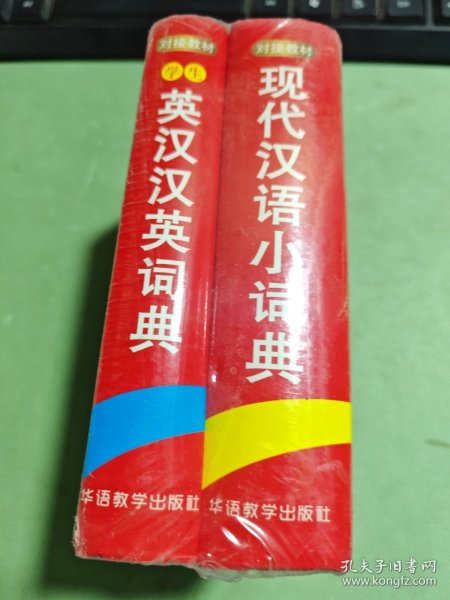 对接教材
学生
英汉汉英词典
华语教学出版社
对接教材
现代汉语小词典
华语教学出版社
孔夫子旧书网
www.kongfz.com